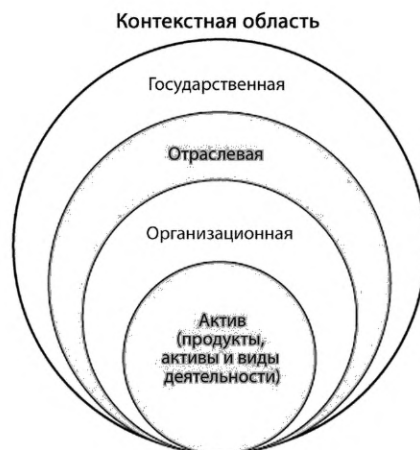 Контекстная область
Государственная
Отраслевая
Организационная
Актив
(продукты,
активы и виды
деятельности)